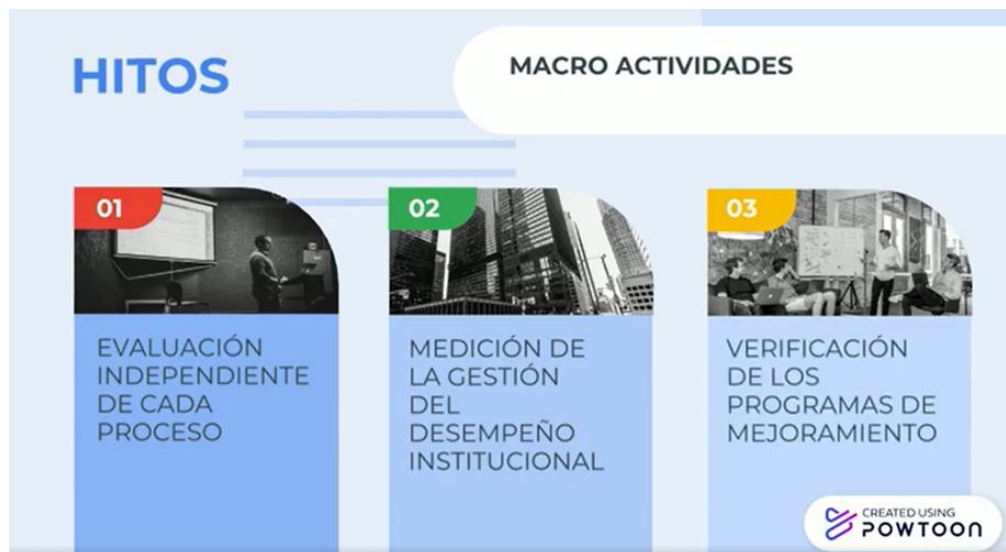 HITOS
MACRO ACTIVIDADES
01
EVALUACIÓN
INDEPENDIENTE
DE CADA
PROCESO
02
MEDICIÓN DE
LA GESTIÓN
DEL
DESEMPEÑO
INSTITUCIONAL
03
VERIFICACIÓN
DE LOS
PROGRAMAS DE
MEJORAMIENTO
CREATED USING
POWTOON